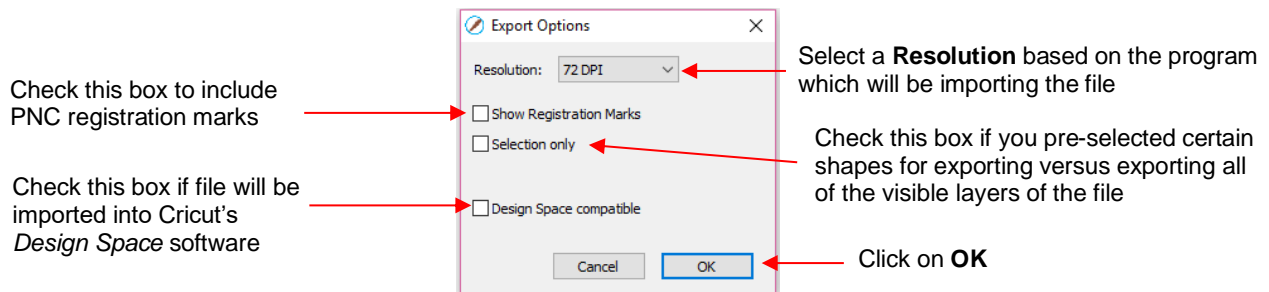 Export Options
Resolution: 72 DPI
Select a Resolution based on the program
which will be importing the file
Check this box to include
PNC registration marks
Show Registration Marks
Selection only
Check this box if you pre-selected certain
shapes for exporting versus exporting all
of the visible layers of the file
Check this box if file will be
imported into Cricut’s
Design Space software
Design Space compatible
Cancel OK
Click on OK